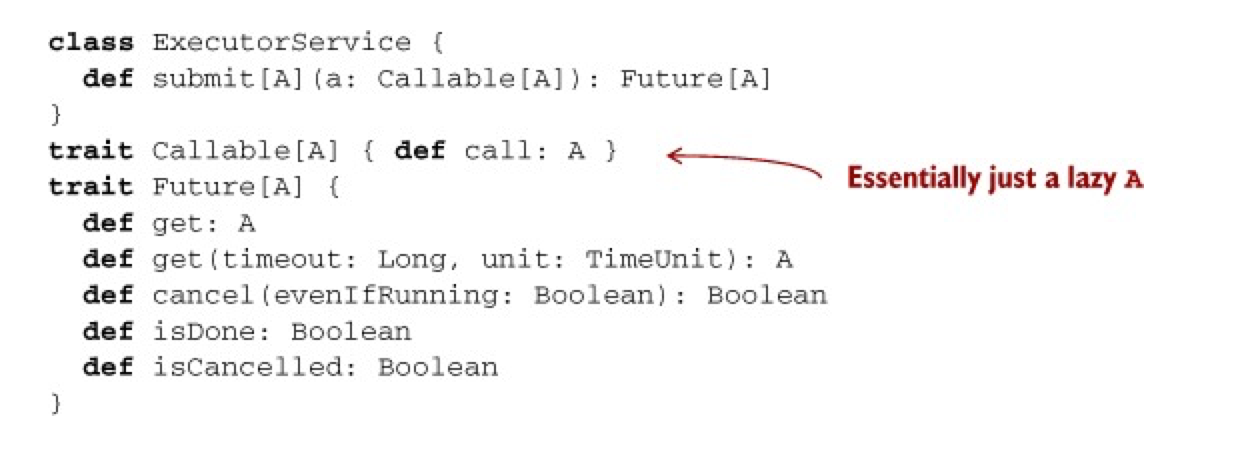 class ExecutorService {
  def submit[A](a: Callable[A]): Future[A]
}
trait Callable[A] { def call: A }
Essentially just a lazy A
trait Future[A] {
  def get: A
  def get(timeout: Long, unit: TimeUnit): A
  def cancel(evenIfRunning: Boolean): Boolean
  def isDone: Boolean
  def isCancelled: Boolean
}